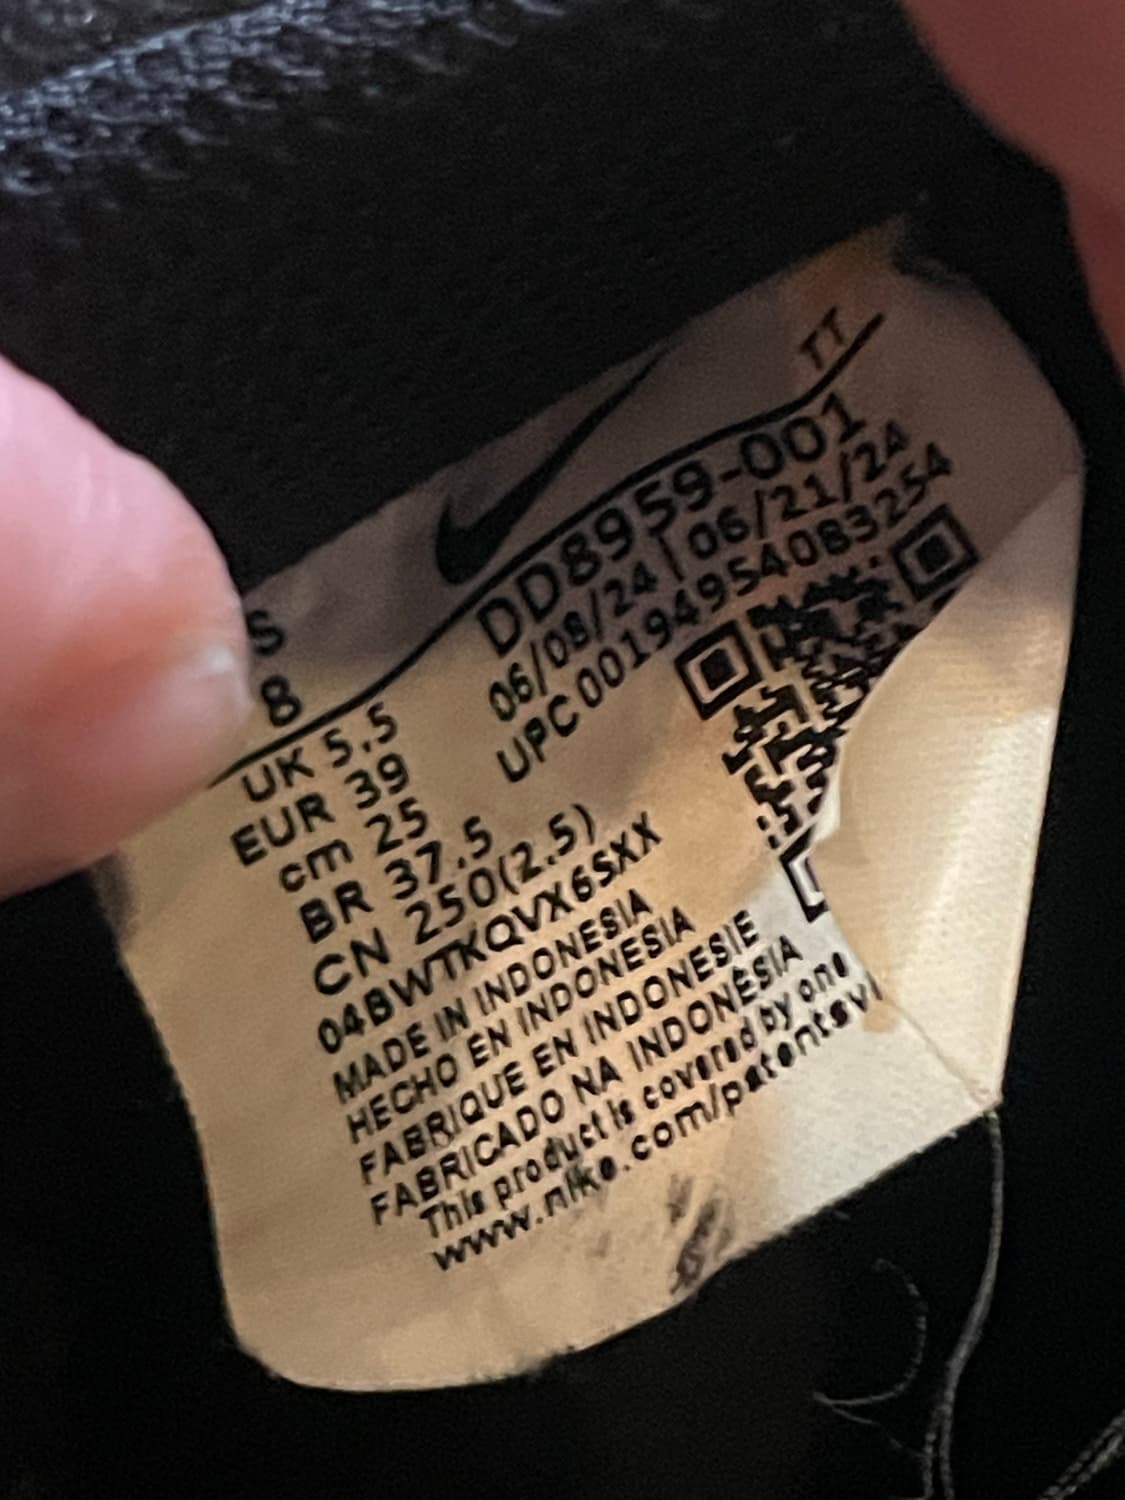 TT
S
8
DD8959-001
06/08/24 | 06/21/24
UPC 00194954083254
UK 5.5
EUR 39
cm 25
BR 37.5
CN 250(2.5)
04BWTKQVX6SXX
MADE IN INDONESIA
HECHO EN INDONESIA
FABRIQUE EN INDONESIE
FABRICADO NA INDONÉSIA
This product is covered by one
www.nike.com/patents